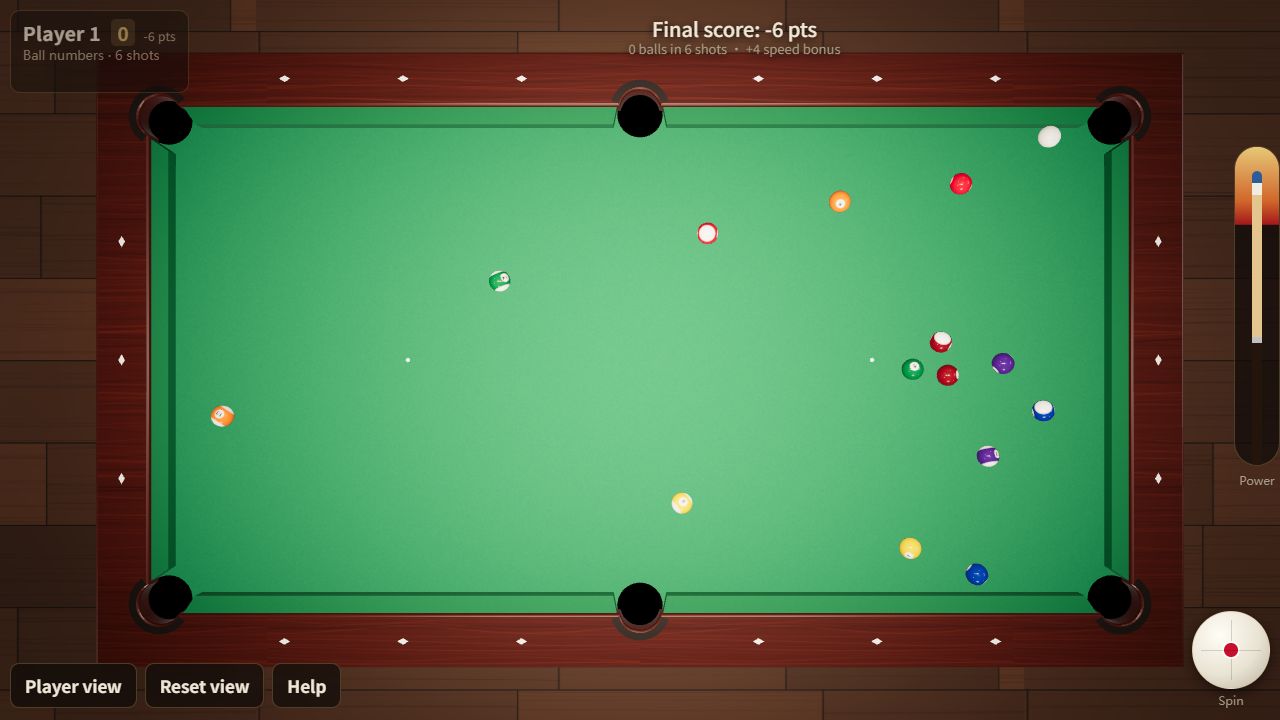 Player 1 0 -6 pts
Ball numbers · 6 shots
Final score: -6 pts
0 balls in 6 shots • +4 speed bonus
Power
Spin
Player view
Reset view
Help